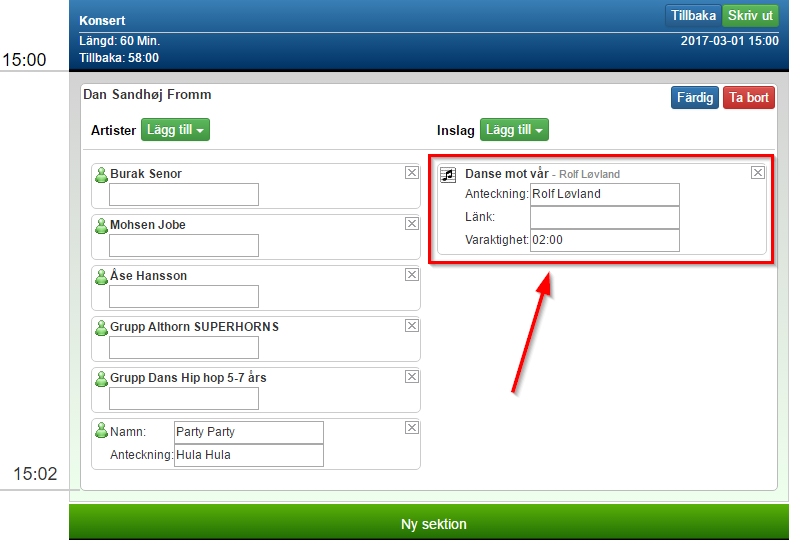 Konsert
Tillbaka Skriv ut
Längd: 60 Min.
2017-03-01 15:00
Tillbaka: 58:00
15:00
Dan Sandhøj Fromm
Färdig Ta bort
Artister Lägg till
Inslag Lägg till
Burak Senor
Mohsen Jobe
Åse Hansson
Grupp Althorn SUPERHORNS
Grupp Dans Hip hop 5-7 års
Namn: Party Party
Anteckning: Hula Hula
Danse mot vår - Rolf Løvland
Anteckning: Rolf Løvland
Länk:
Varaktighet: 02:00
15:02
Ny sektion